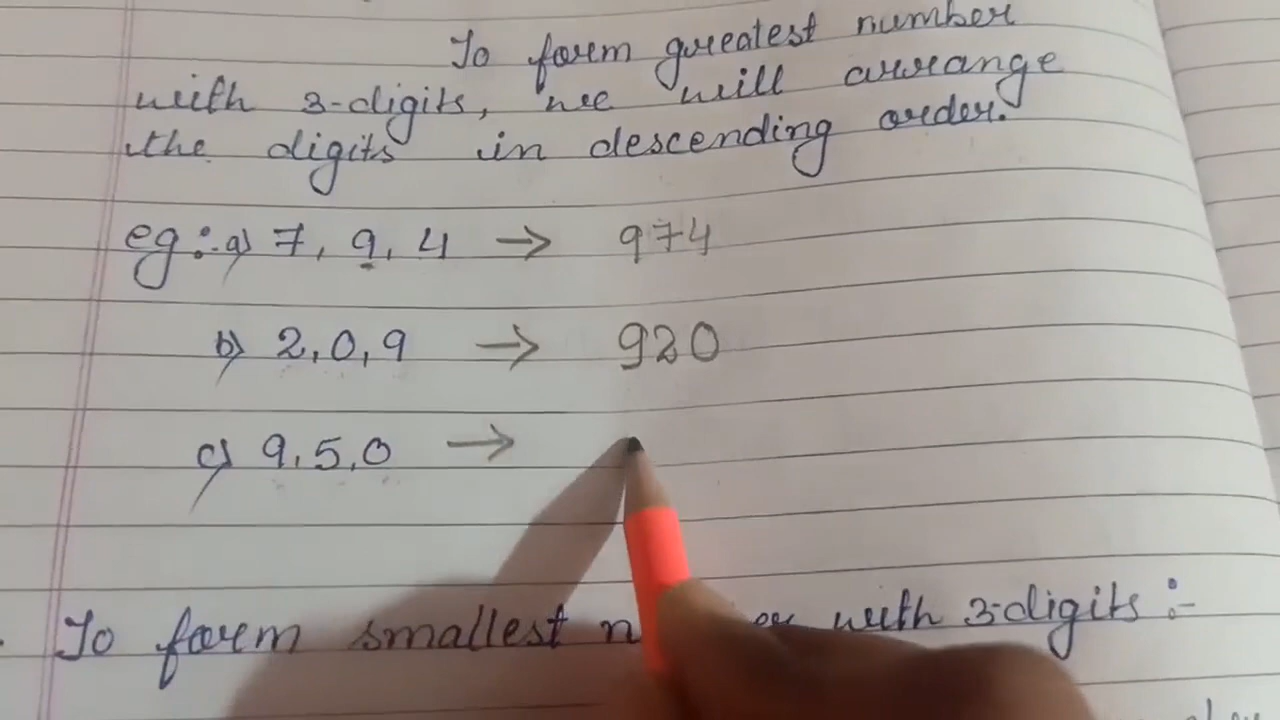 To form greatest number
with 3-digits, we will arrange
the digits in descending order.
eg:- a) 7, 9, 4 → 974
b) 2, 0, 9 → 920
c) 9, 5, 0 →
To form smallest with 3-digits :-